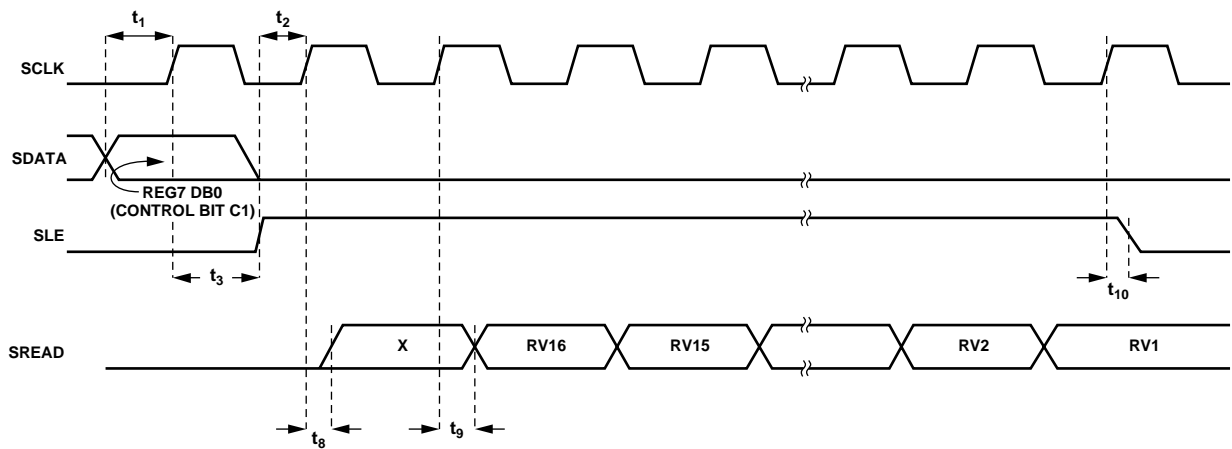 t1 t2
SCLK
SDATA
REG7 DB0
(CONTROL BIT C1)
SLE
t3
t10
SREAD
X RV16 RV15 RV2 RV1
t8
t9